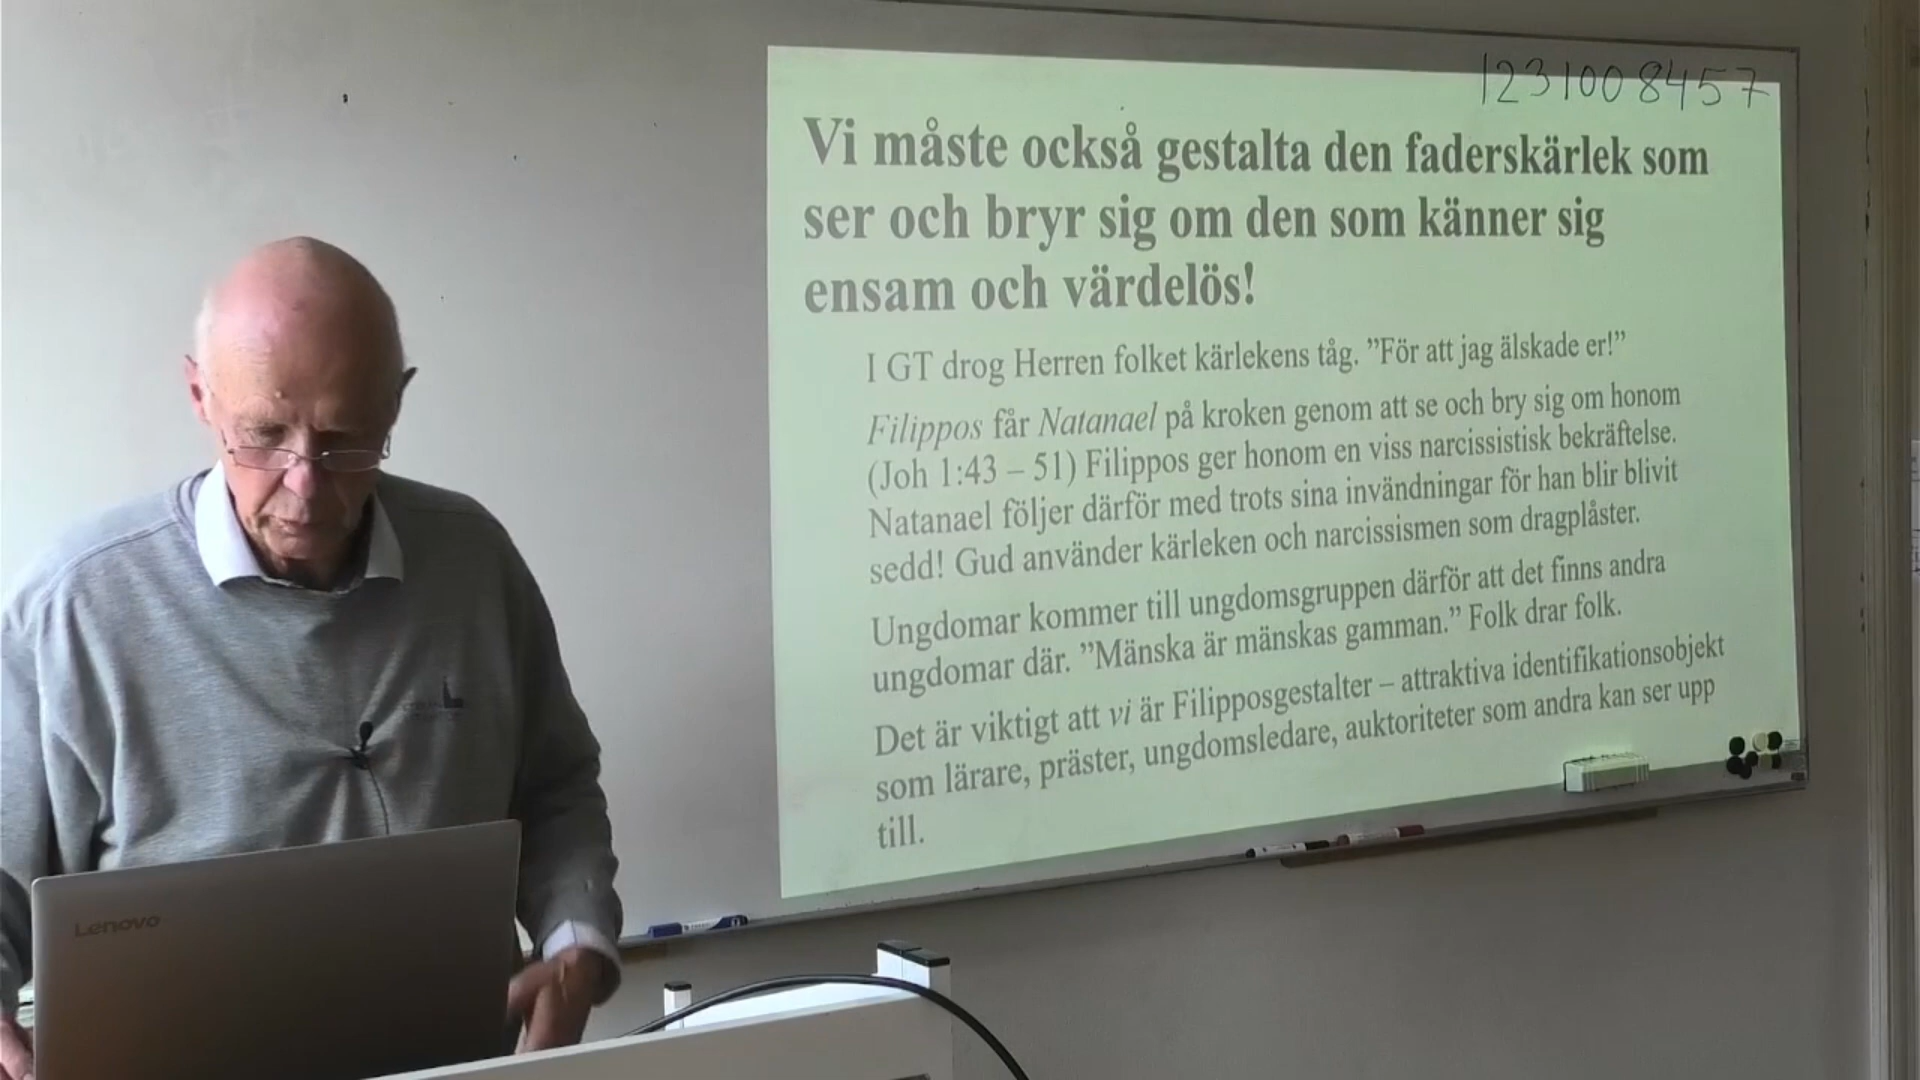 1231008457
Vi måste också gestalta den faderskärlek som
ser och bryr sig om den som känner sig
ensam och värdelös!
I GT drog Herren folket kärlekens tåg. ”För att jag älskade er!”
Filippos får Natanael på kroken genom att se och bry sig om honom
(Joh 1:43 – 51) Filippos ger honom en viss narcissistisk bekräftelse.
Natanael följer därför med trots sina invändningar för han blir blivit
sedd! Gud använder kärleken och narcissismen som dragplåster.
Ungdomar kommer till ungdomsgruppen därför att det finns andra
ungdomar där. ”Mänska är mänskas gamman.” Folk drar folk.
Det är viktigt att vi är Filipposgestalter – attraktiva identifikationsobjekt
som lärare, präster, ungdomsledare, auktoriteter som andra kan ser upp
till.
Lenovo